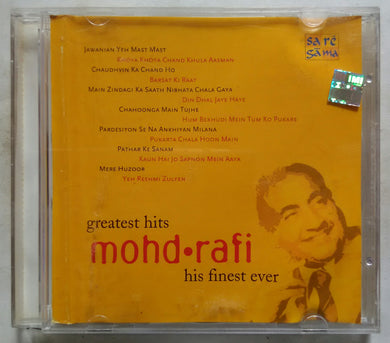 sa re
gama
JAWANIAN YEH MAST MAST
KHOYA KHOYA CHAND KHULA AASMAN
CHAUDHVIN KA CHAND HO
BARSAT KI RAAT
MAIN ZINDAGI KA SAATH NIBHATA CHALA GAYA
DIN DHAL JAYE HAYE
CHAHOONGA MAIN TUJHE
HUM BEKHUDI MEIN TUM KO PUKARE
PARDESIYON SE NA ANKHIYAN MILANA
PUKARTA CHALA HOON MAIN
PATHAR KE SANAM
KAUN HAI JO SAPNON MEIN AAYA
MERE HUZOOR
YEH RESHMI ZULFEN
greatest hits
mohd•rafi
his finest ever